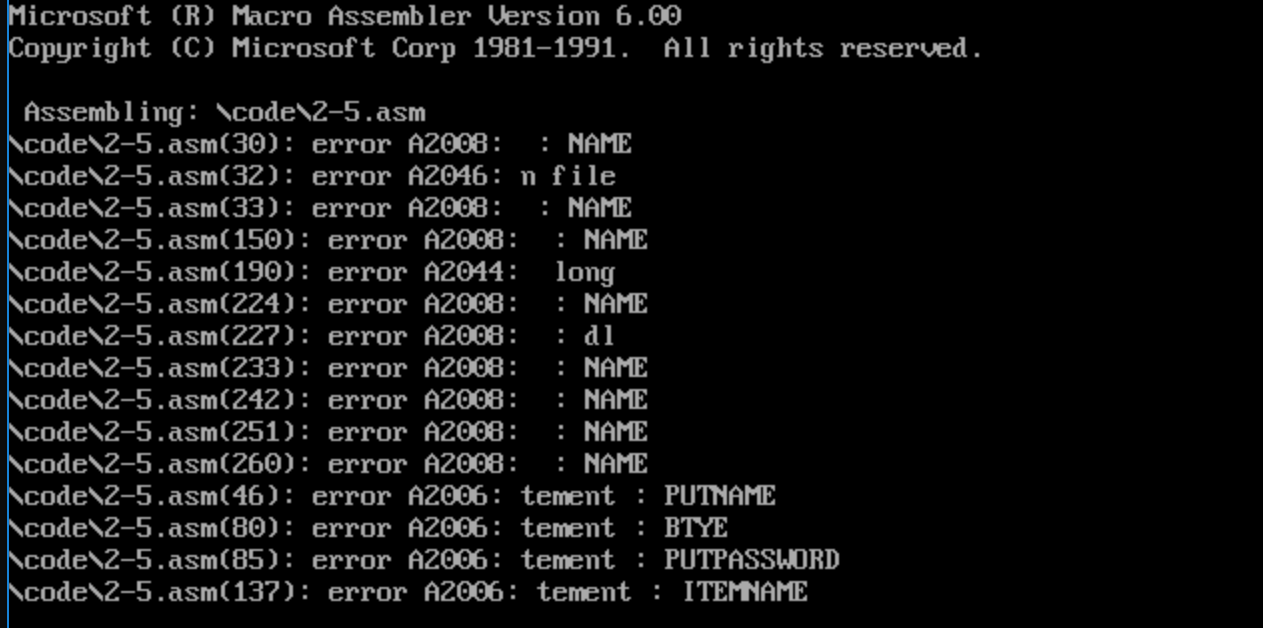 Microsoft (R) Macro Assembler Version 6.00
Copyright (C) Microsoft Corp 1981-1991.  All rights reserved.
Assembling: \code\2-5.asm
\code\2-5.asm(30): error A2008:  : NAME
\code\2-5.asm(32): error A2046: n file
\code\2-5.asm(33): error A2008:  : NAME
\code\2-5.asm(150): error A2008:  : NAME
\code\2-5.asm(190): error A2044:  long
\code\2-5.asm(224): error A2008:  : NAME
\code\2-5.asm(227): error A2008:  : dl
\code\2-5.asm(233): error A2008:  : NAME
\code\2-5.asm(242): error A2008:  : NAME
\code\2-5.asm(251): error A2008:  : NAME
\code\2-5.asm(260): error A2008:  : NAME
\code\2-5.asm(46): error A2006: tement : PUTNAME
\code\2-5.asm(80): error A2006: tement : BTYE
\code\2-5.asm(85): error A2006: tement : PUTPASSWORD
\code\2-5.asm(137): error A2006: tement : ITEMNAME